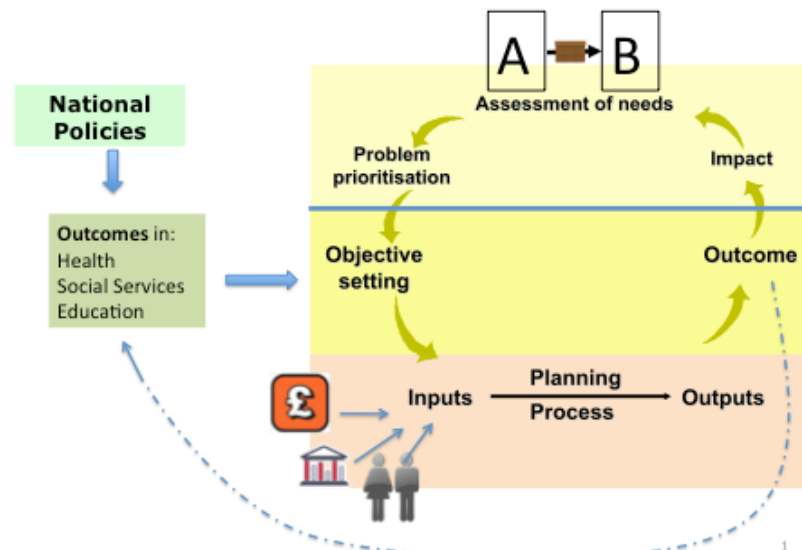 A
B
National
Policies
Assessment of needs
Problem
prioritisation
Impact
Outcomes in:
Health
Social Services
Education
Objective
setting
Outcome
£
Inputs
Planning
Process
Outputs
1